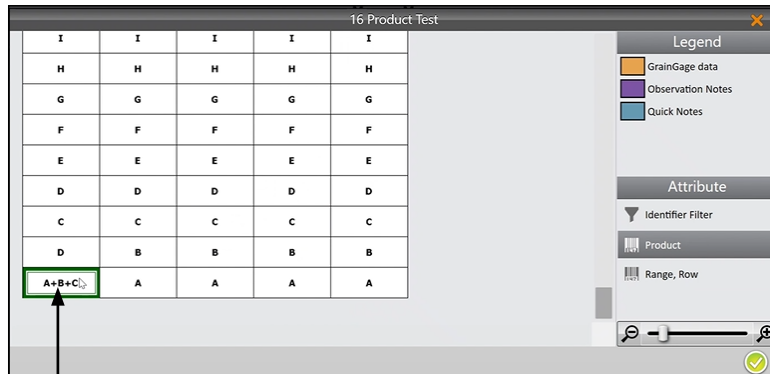 16 Product Test
I I I I I
H H H H H
G G G G G
F F F F F
E E E E E
D D D D D
C C C C C
D B B B B
A+B+C A A A A
Legend
GrainGage data
Observation Notes
Quick Notes
Attribute
Identifier Filter
Product
Range, Row